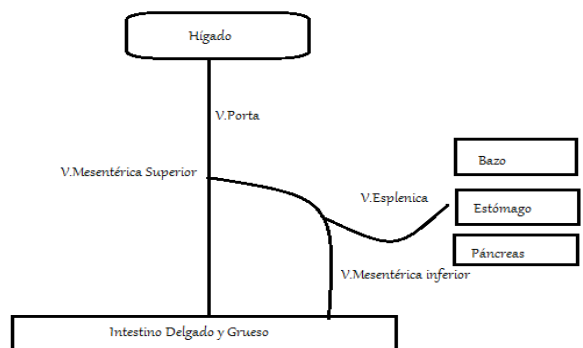 Hígado
V.Porta
V.Mesentérica Superior
Bazo
V.Esplenica
Estómago
Páncreas
V.Mesentérica inferior
Intestino Delgado y Grueso